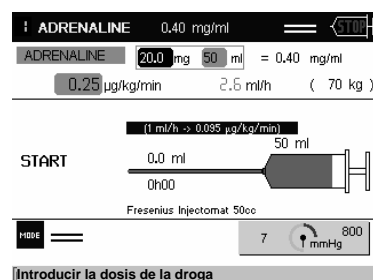 ADRENALINE 0.40 mg/ml STOP
ADRENALINE 20.0 mg 50 ml = 0.40 mg/ml
0.25 µg/kg/min 2.6 ml/h ( 70 kg )
(1 ml/h -> 0.095 µg/kg/min)
50 ml
START 0.0 ml
0h00
Fresenius Injectomat 50cc
MODE 7 mmHg 800
Introducir la dosis de la droga